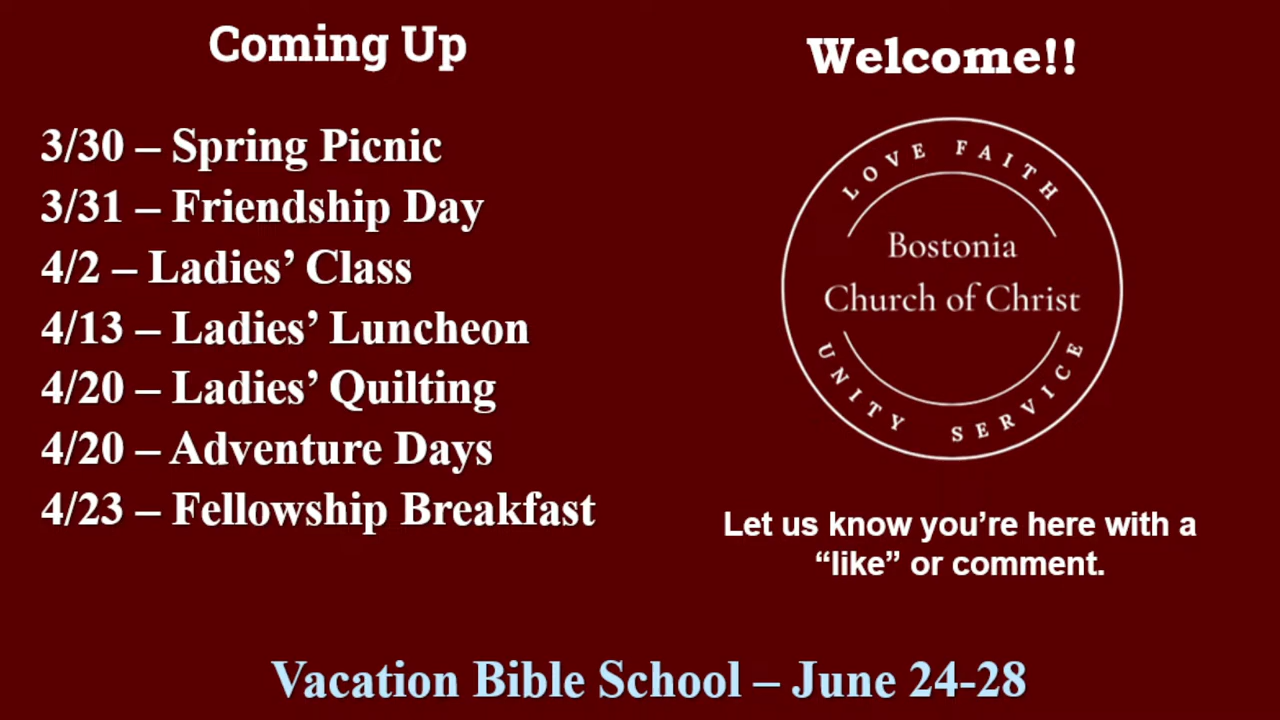 Coming Up
3/30 – Spring Picnic
3/31 – Friendship Day
4/2 – Ladies’ Class
4/13 – Ladies’ Luncheon
4/20 – Ladies’ Quilting
4/20 – Adventure Days
4/23 – Fellowship Breakfast
Welcome!!
LOVE FAITH
Bostonia
Church of Christ
UNITY SERVICE
Let us know you’re here with a
“like” or comment.
Vacation Bible School – June 24-28